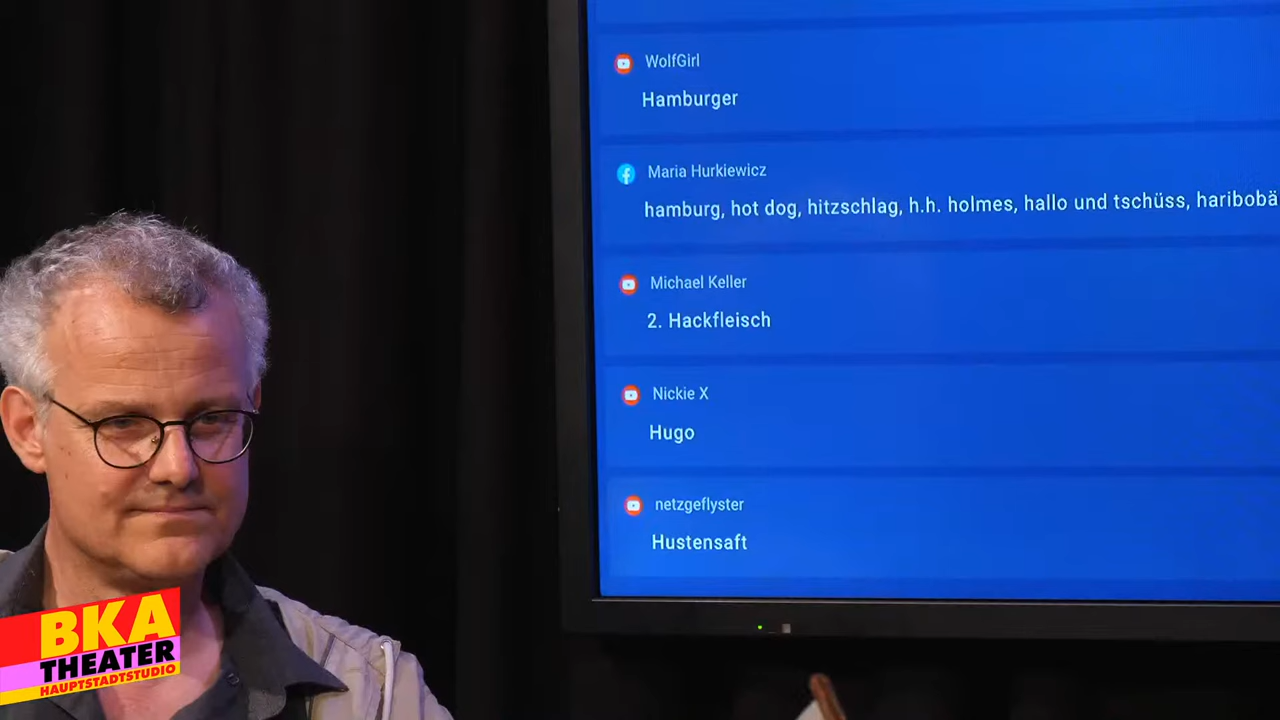 WolfGirl
Hamburger
Maria Hurkiewicz
hamburg, hot dog, hitzschlag, h.h. holmes, hallo und tschüss, haribobä
Michael Keller
2. Hackfleisch
Nickie X
Hugo
netzgeflyster
Hustensaft
BKA
THEATER
HAUPTSTADTSTUDIO